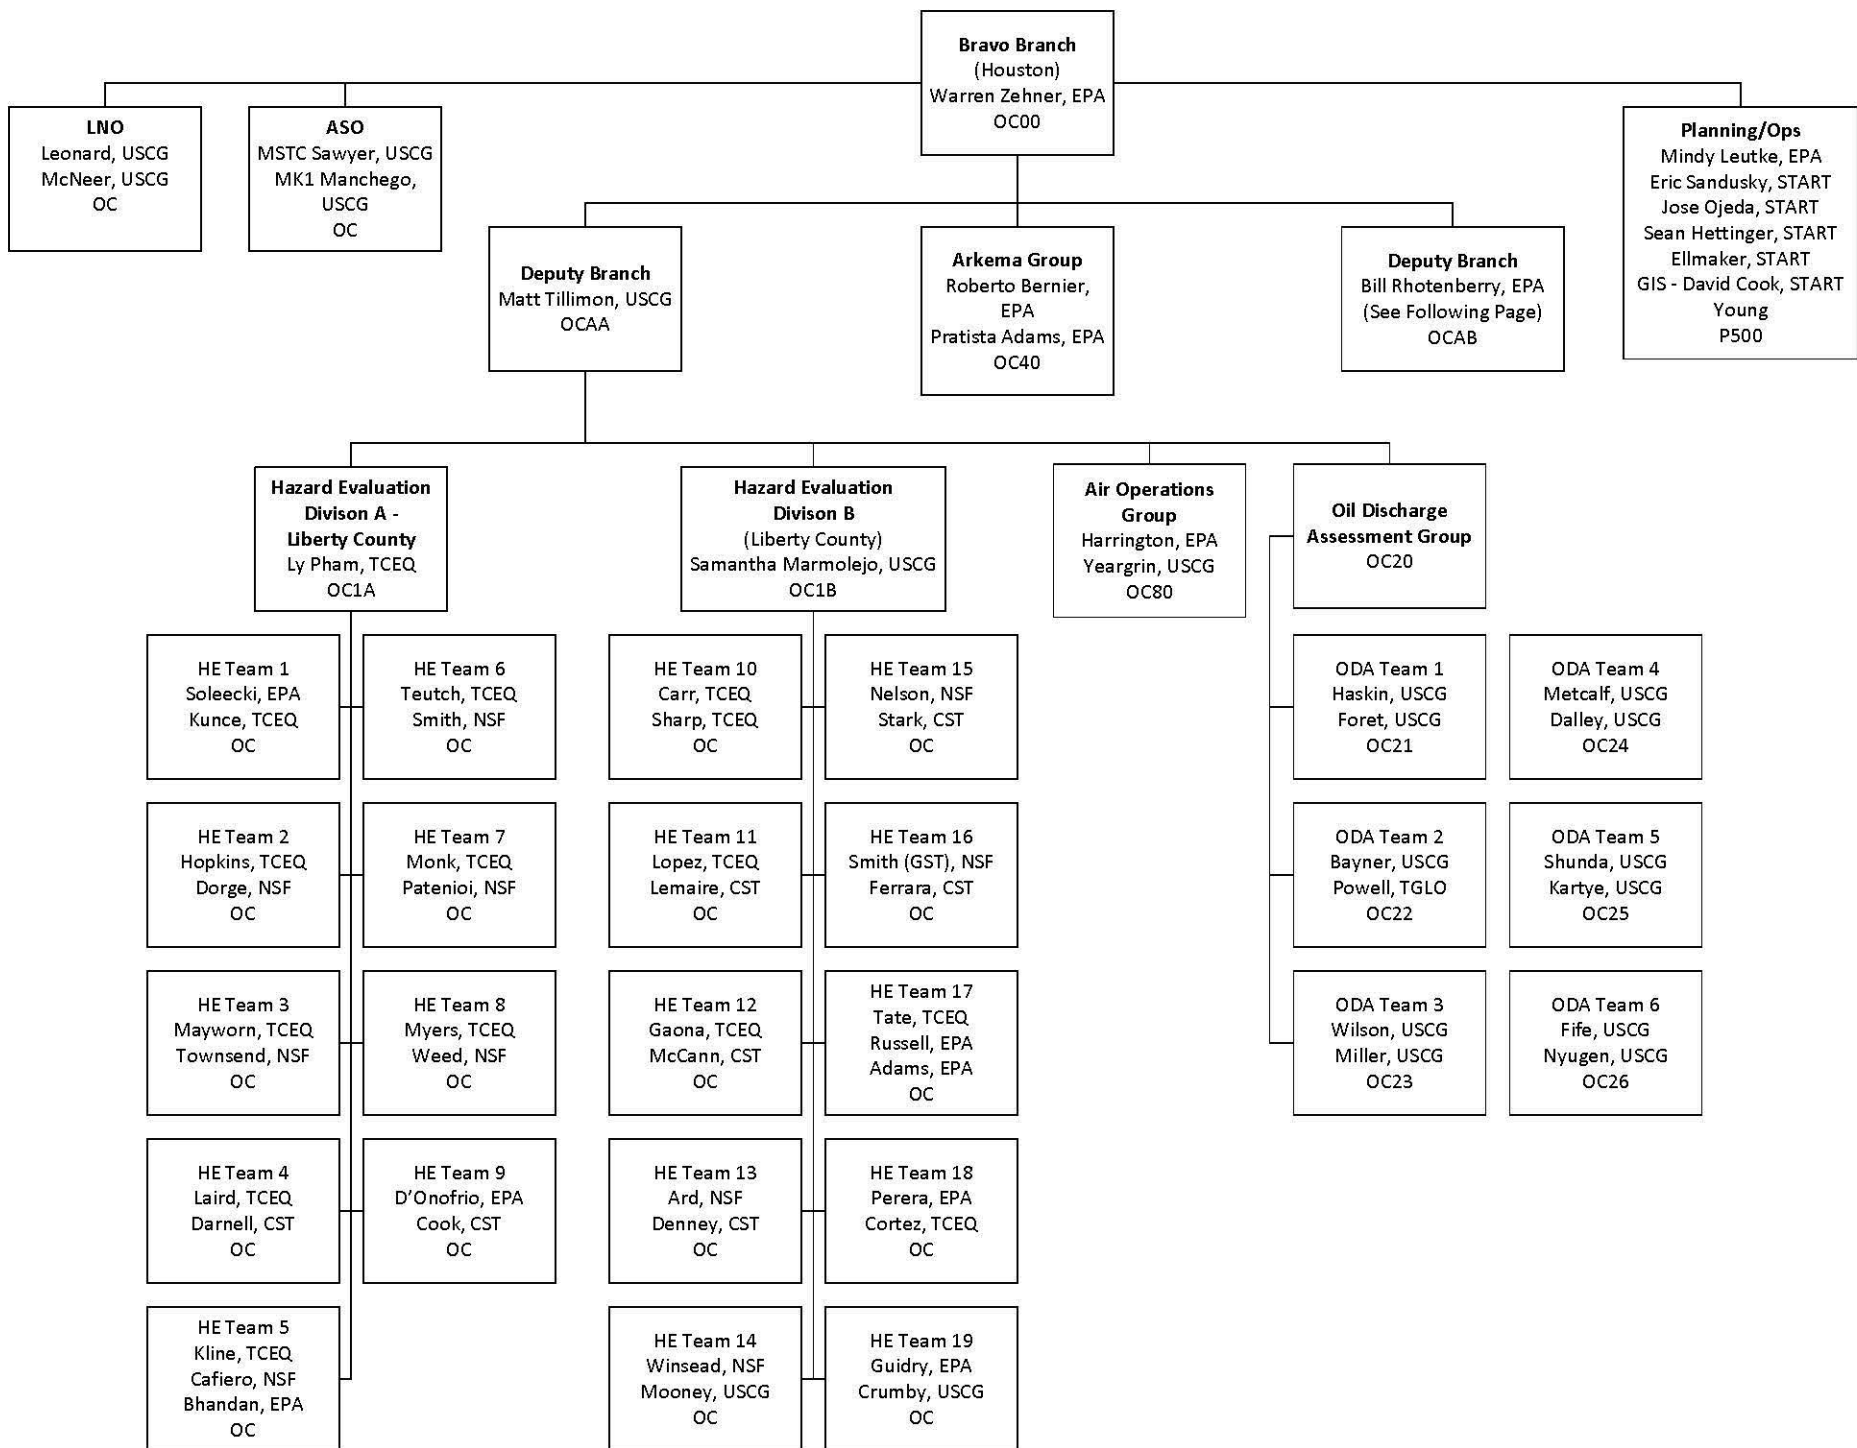 Bravo Branch
(Houston)
Warren Zehner, EPA
OC00
LNO
Leonard, USCG
McNeer, USCG
OC
ASO
MSTC Sawyer, USCG
MK1 Manchego,
USCG
OC
Planning/Ops
Mindy Leutke, EPA
Eric Sandusky, START
Jose Ojeda, START
Sean Hettinger, START
Ellmaker, START
GIS - David Cook, START
Young
P500
Deputy Branch
Matt Tillimon, USCG
OCAA
Arkema Group
Roberto Bernier,
EPA
Pratista Adams, EPA
OC40
Deputy Branch
Bill Rhotenberry, EPA
(See Following Page)
OCAB
Hazard Evaluation
Divison A -
Liberty County
Ly Pham, TCEQ
OC1A
Hazard Evaluation
Divison B
(Liberty County)
Samantha Marmolejo, USCG
OC1B
Air Operations
Group
Harrington, EPA
Yeargrin, USCG
OC80
Oil Discharge
Assessment Group
OC20
HE Team 1
Soleecki, EPA
Kunce, TCEQ
OC
HE Team 6
Teutch, TCEQ
Smith, NSF
OC
HE Team 10
Carr, TCEQ
Sharp, TCEQ
OC
HE Team 15
Nelson, NSF
Stark, CST
OC
ODA Team 1
Haskin, USCG
Foret, USCG
OC21
ODA Team 4
Metcalf, USCG
Dalley, USCG
OC24
HE Team 2
Hopkins, TCEQ
Dorge, NSF
OC
HE Team 7
Monk, TCEQ
Patenioi, NSF
OC
HE Team 11
Lopez, TCEQ
Lemaire, CST
OC
HE Team 16
Smith (GST), NSF
Ferrara, CST
OC
ODA Team 2
Bayner, USCG
Powell, TGLO
OC22
ODA Team 5
Shunda, USCG
Kartye, USCG
OC25
HE Team 3
Mayworn, TCEQ
Townsend, NSF
OC
HE Team 8
Myers, TCEQ
Weed, NSF
OC
HE Team 12
Gaona, TCEQ
McCann, CST
OC
HE Team 17
Tate, TCEQ
Russell, EPA
Adams, EPA
OC
ODA Team 3
Wilson, USCG
Miller, USCG
OC23
ODA Team 6
Fife, USCG
Nyugen, USCG
OC26
HE Team 4
Laird, TCEQ
Darnell, CST
OC
HE Team 9
D’Onofrio, EPA
Cook, CST
OC
HE Team 13
Ard, NSF
Denney, CST
OC
HE Team 18
Perera, EPA
Cortez, TCEQ
OC
HE Team 5
Kline, TCEQ
Cafiero, NSF
Bhandan, EPA
OC
HE Team 14
Winsead, NSF
Mooney, USCG
OC
HE Team 19
Guidry, EPA
Crumby, USCG
OC